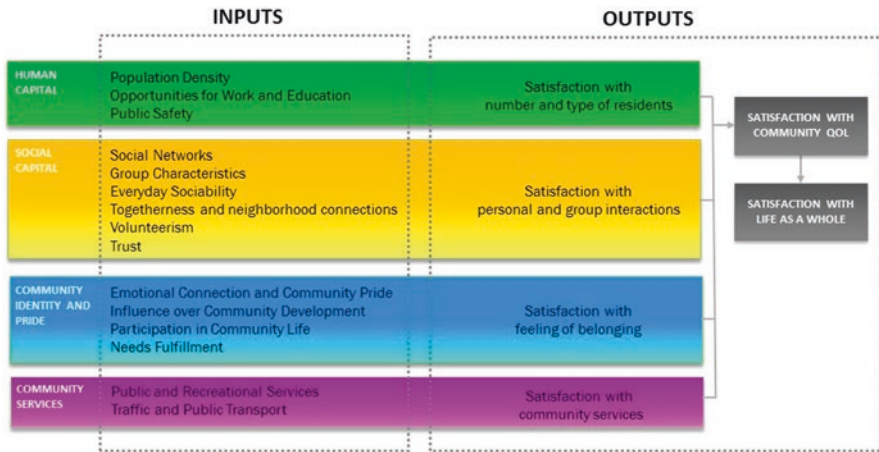 INPUTS
OUTPUTS
HUMAN
CAPITAL
Population Density
Opportunities for Work and Education
Public Safety
Satisfaction with
number and type of residents
SOCIAL
CAPITAL
Social Networks
Group Characteristics
Everyday Sociability
Togetherness and neighborhood connections
Volunteerism
Trust
Satisfaction with
personal and group interactions
COMMUNITY
IDENTITY AND
PRIDE
Emotional Connection and Community Pride
Influence over Community Development
Participation in Community Life
Needs Fulfillment
Satisfaction with
feeling of belonging
COMMUNITY
SERVICES
Public and Recreational Services
Traffic and Public Transport
Satisfaction with
community services
SATISFACTION WITH
COMMUNITY QOL
SATISFACTION WITH
LIFE AS A WHOLE